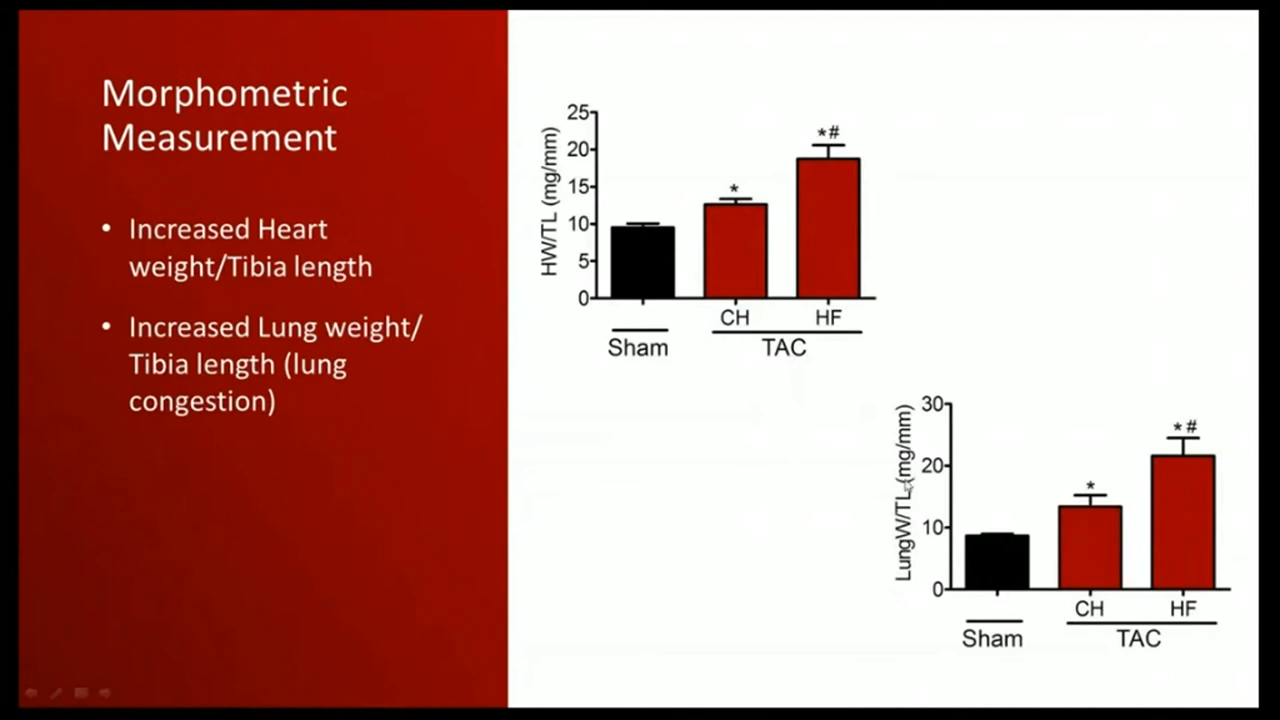 Morphometric
Measurement
• Increased Heart
weight/Tibia length
• Increased Lung weight/
Tibia length (lung
congestion)
HW/TL (mg/mm)
25
20
15
10
5
0
*
*#
CH
HF
Sham
TAC
LungW/TL (mg/mm)
30
20
10
0
*
*#
CH
HF
Sham
TAC